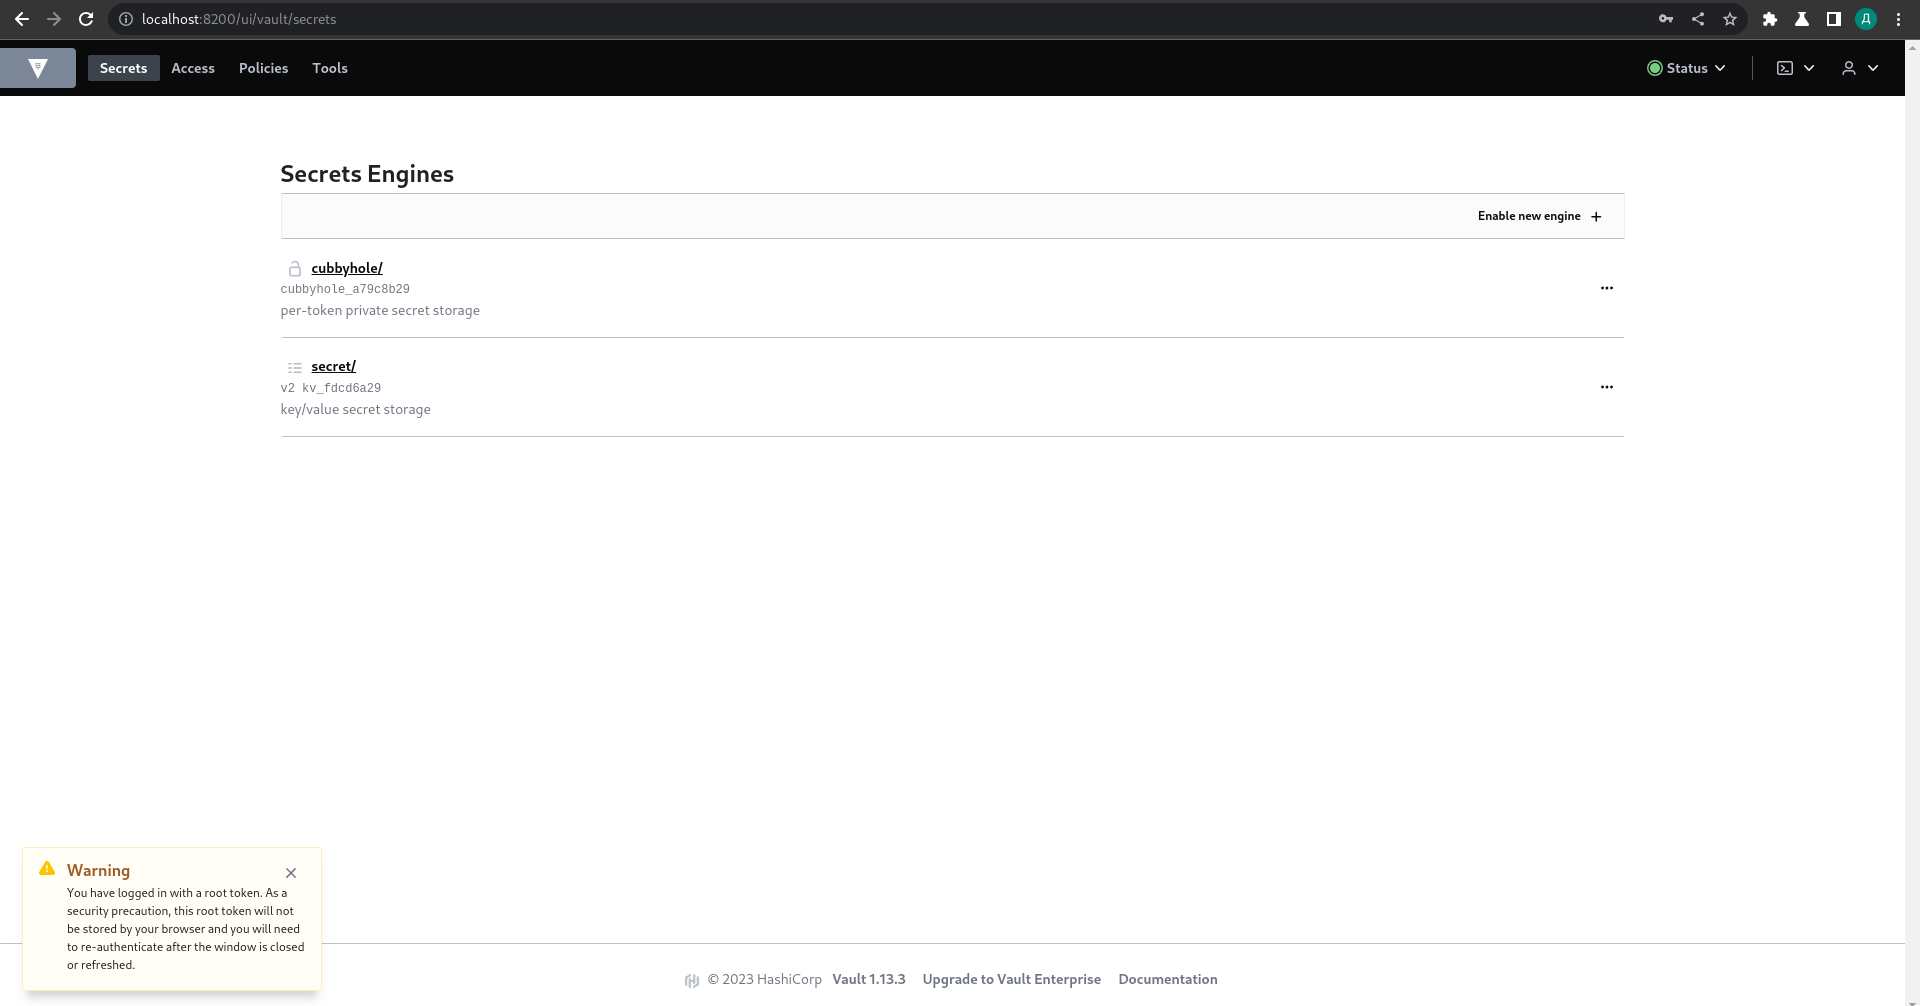 localhost:8200/ui/vault/secrets
Д
Secrets Access Policies Tools Status
Secrets Engines
Enable new engine
cubbyhole/
cubbyhole_a79c8b29
per-token private secret storage
secret/
v2 kv_fdcd6a29
key/value secret storage
Warning
You have logged in with a root token. As a
security precaution, this root token will not
be stored by your browser and you will need
to re-authenticate after the window is closed
or refreshed.
© 2023 HashiCorp Vault 1.13.3 Upgrade to Vault Enterprise Documentation